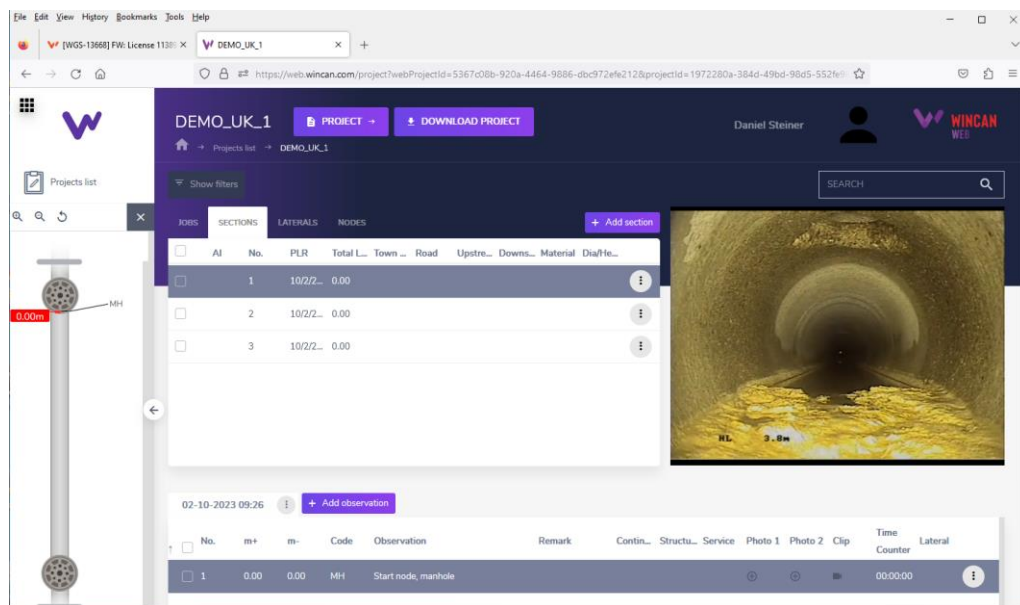 File Edit View History Bookmarks Tools Help
[WGS-13668] FW: License 1138
DEMO_UK_1
https://web.wincan.com/project?webProjectId=5367c08b-920a-4464-9886-dbc972efe212&projectId=1972280a-384d-49bd-98d5-552fe9
DEMO_UK_1 PROJECT DOWNLOAD PROJECT Daniel Steiner WINCAN WEB
Projects list DEMO_UK_1
Projects list
Show filters SEARCH
JOBS SECTIONS LATERALS NODES + Add section
AI No. PLR Total L... Town ... Road Upstre... Downs... Material Dia/He...
1 10/2/2... 0.00
2 10/2/2... 0.00
3 10/2/2... 0.00
MH
0.00m
HL 3.8m
02-10-2023 09:26 + Add observation
No. m+ m- Code Observation Remark Contin... Structu... Service Photo 1 Photo 2 Clip Time Counter Lateral
1 0.00 0.00 MH Start node, manhole 00:00:00